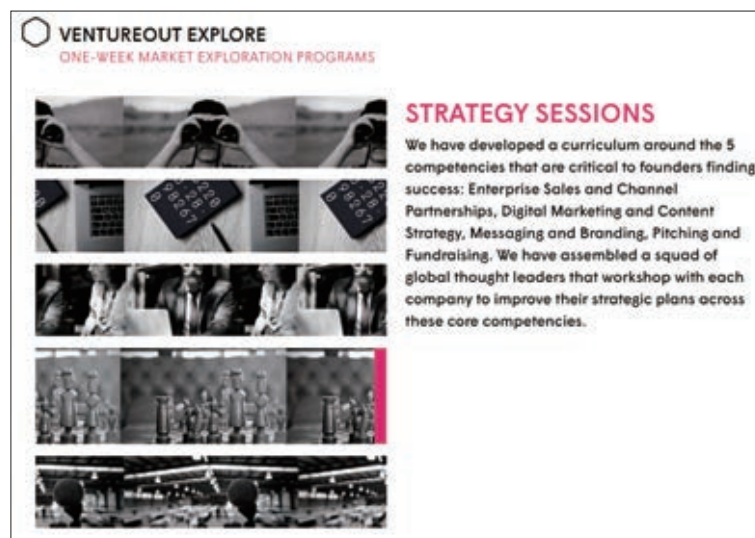 VENTUREOUT EXPLORE
ONE-WEEK MARKET EXPLORATION PROGRAMS
STRATEGY SESSIONS
We have developed a curriculum around the 5
competencies that are critical to founders finding
success: Enterprise Sales and Channel
Partnerships, Digital Marketing and Content
Strategy, Messaging and Branding, Pitching and
Fundraising. We have assembled a squad of
global thought leaders that workshop with each
company to improve their strategic plans across
these core competencies.